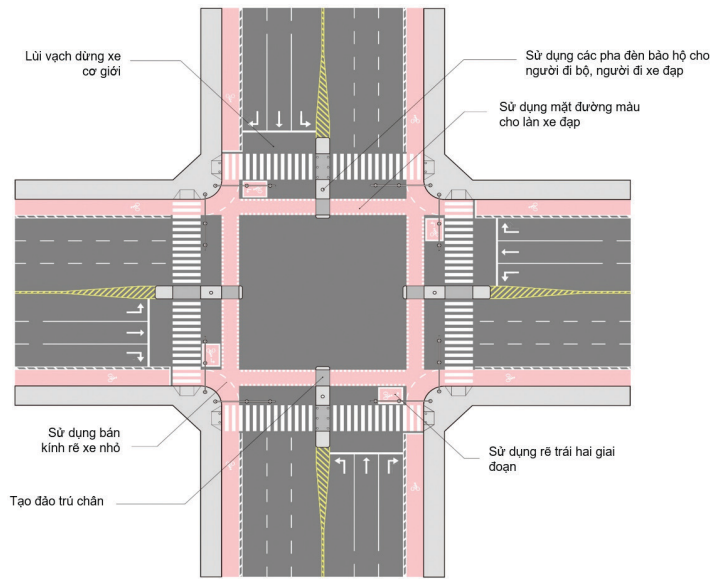 Lùi vạch dừng xe
cơ giới
Sử dụng các pha đèn bảo hộ cho
người đi bộ, người đi xe đạp
Sử dụng mặt đường màu
cho làn xe đạp
Sử dụng bán
kính rẽ xe nhỏ
Sử dụng rẽ trái hai giai
đoạn
Tạo đảo trú chân